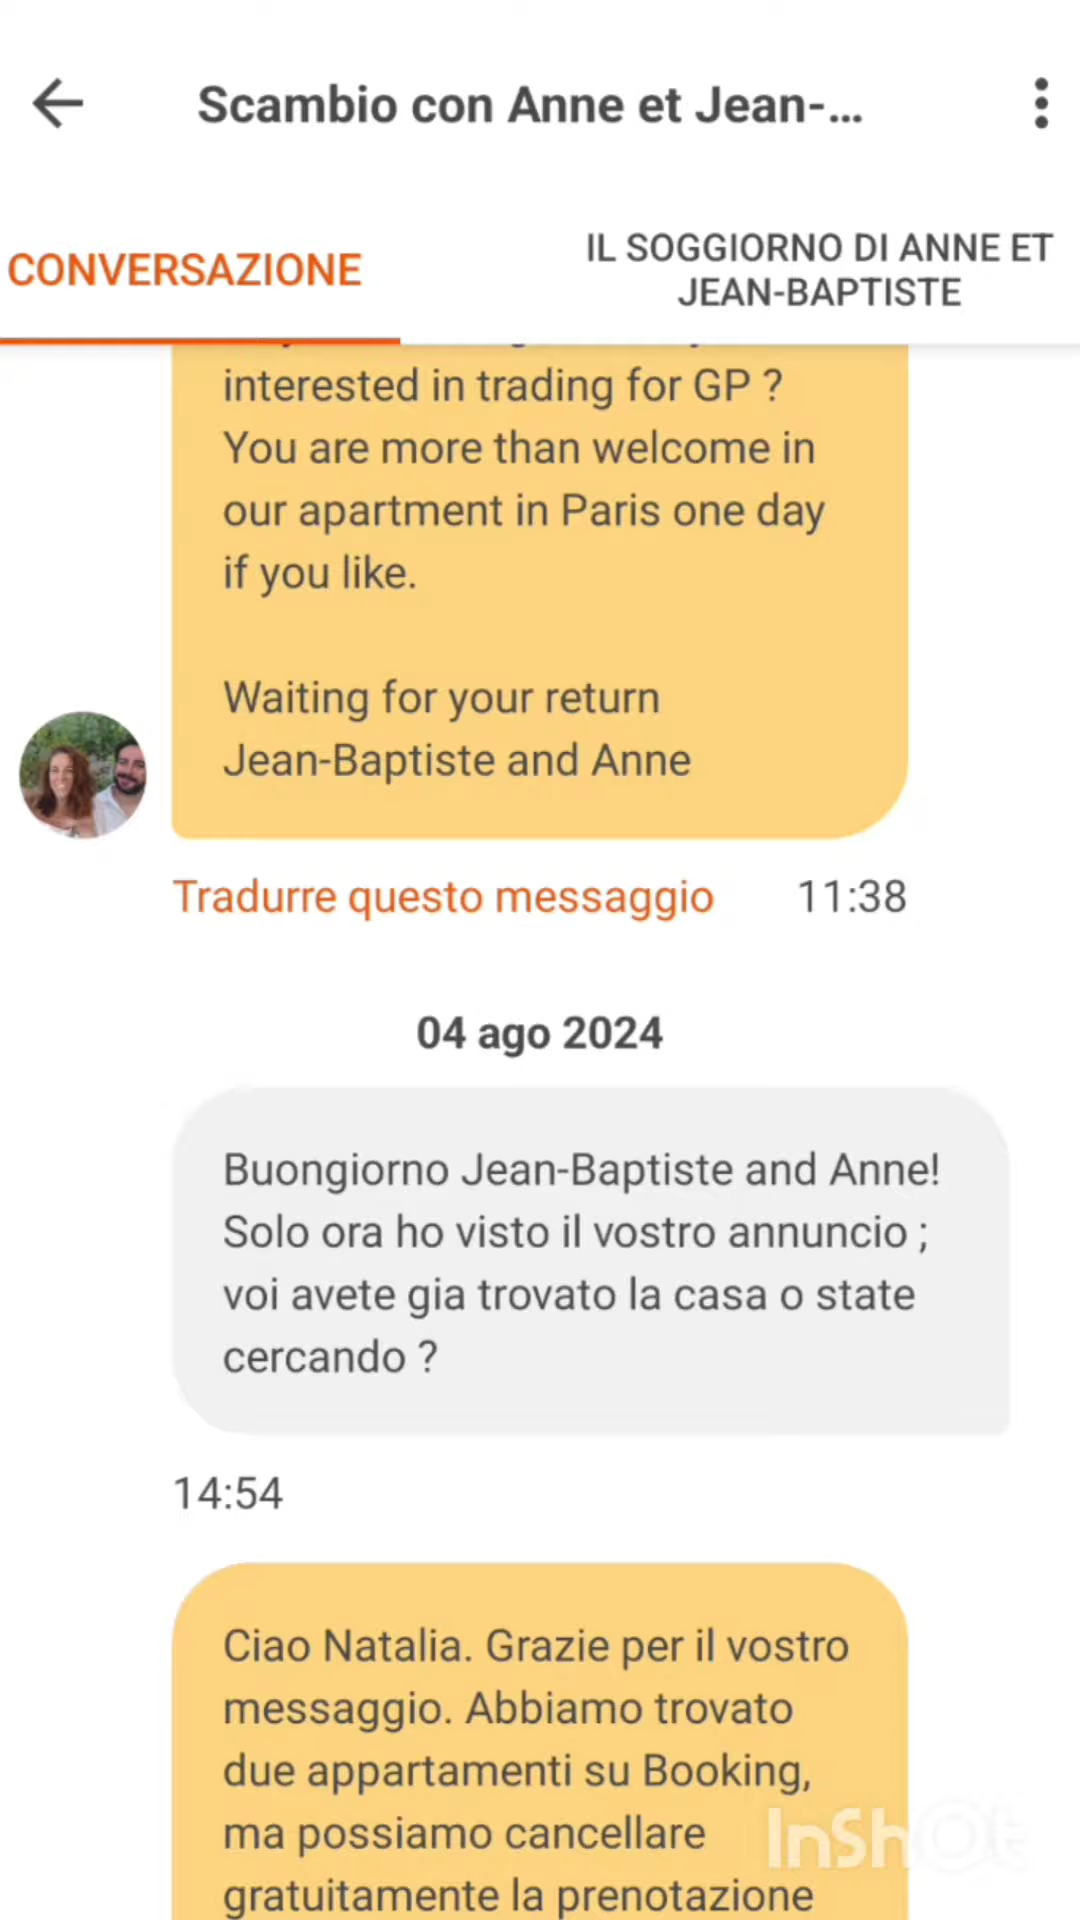 Scambio con Anne et Jean-...
CONVERSAZIONE
IL SOGGIORNO DI ANNE ET
JEAN-BAPTISTE
interested in trading for GP ?
You are more than welcome in
our apartment in Paris one day
if you like.
Waiting for your return
Jean-Baptiste and Anne
Tradurre questo messaggio
11:38
04 ago 2024
Buongiorno Jean-Baptiste and Anne!
Solo ora ho visto il vostro annuncio ;
voi avete gia trovato la casa o state
cercando ?
14:54
Ciao Natalia. Grazie per il vostro
messaggio. Abbiamo trovato
due appartamenti su Booking,
ma possiamo cancellare
gratuitamente la prenotazione
InShOt